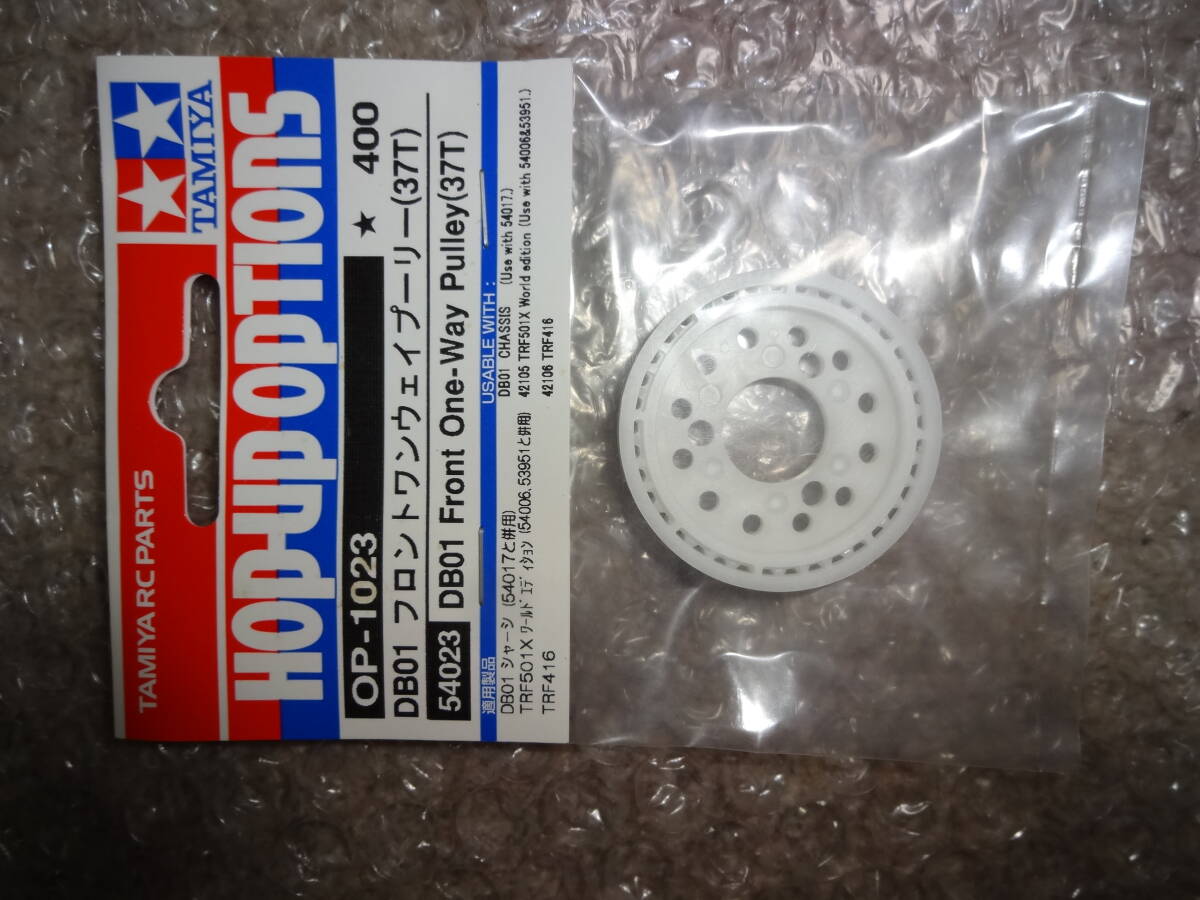 TAMIYA
TAMIYA RC PARTS
HOP-UP OPTIONS
OP-1023 ★ 400
DB01 フロントワンウェイプーリー(37T)
54023 DB01 Front One-Way Pulley(37T)
適用製品
DB01 シャーシ (54017と併用)
TRF501X ワールドエディション (54006.53951と併用)
TRF416
USABLE WITH :
DB01 CHASSIS (Use with 54017.)
42105 TRF501X World edition (Use with 54006&53951.)
42106 TRF416